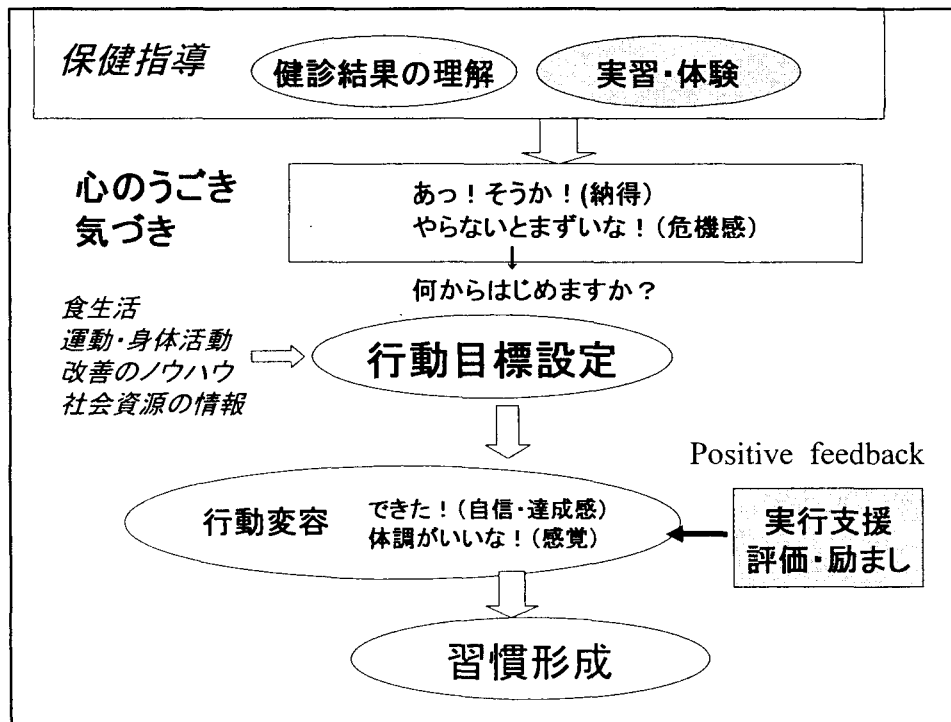 保健指導
健診結果の理解
実習・体験
心のうごき
気づき
あっ！そうか！(納得)
やらないとまずいな！(危機感)
何からはじめますか？
食生活
運動・身体活動
改善のノウハウ
社会資源の情報
行動目標設定
Positive feedback
行動変容
できた！(自信・達成感)
体調がいいな！(感覚)
実行支援
評価・励まし
習慣形成